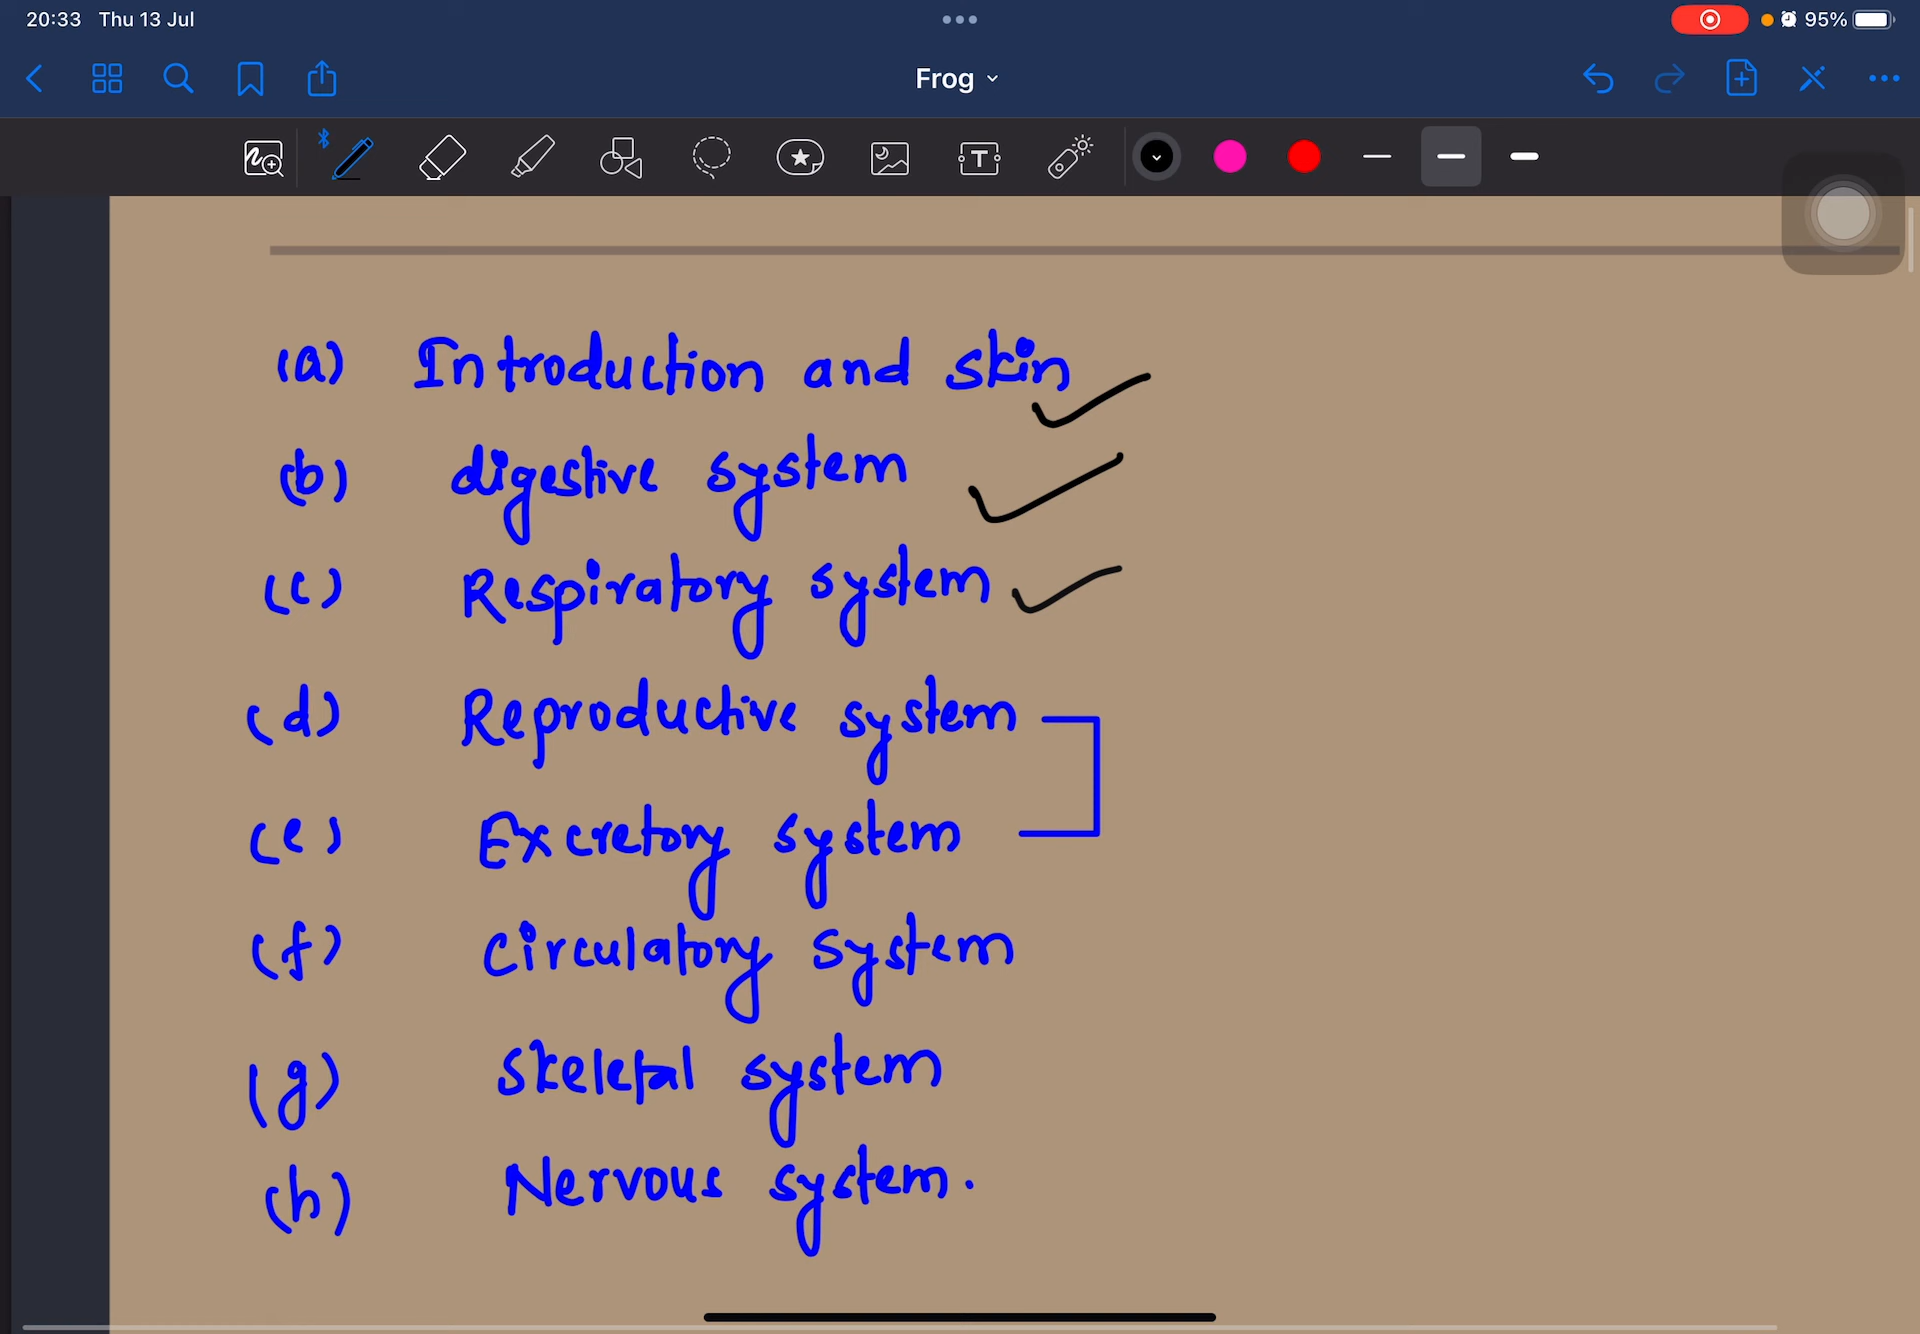 20:33 Thu 13 Jul
95%
Frog
T
(a) Introduction and skin
(b) digestive system
(c) Respiratory system
(d) Reproductive system
(e) Excretory system
(f) circulatory system
(g) skeletal system
(h) Nervous system.